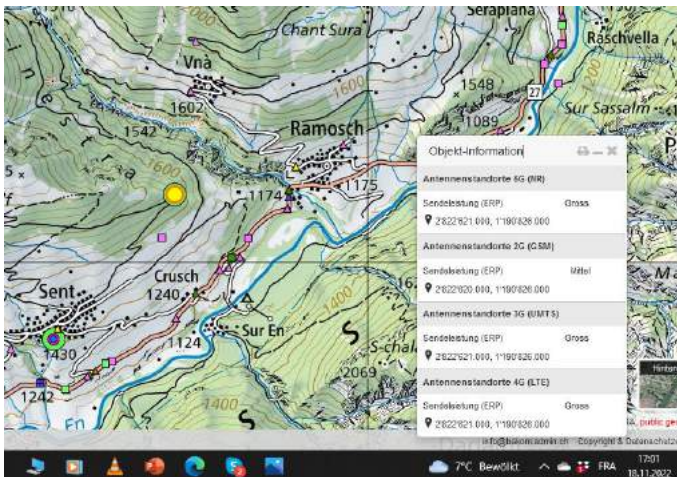 Serapiana
Chant Sura
Raschvella
Vnà
1600
1548
27
1602
1089
Sur Sassalm
1542
Ramosch
1600
1174
1175
Objekt-Information
Antennenstandorte 5G (NR)
Sendeleistung (ERP) Gross
2'822'621.000, 1'190'826.000
Antennenstandorte 2G (GSM)
Sendeleistung (ERP) Mittel
2'822'620.000, 1'190'826.000
Antennenstandorte 3G (UMTS)
Sendeleistung (ERP) Gross
2'822'621.000, 1'190'826.000
Antennenstandorte 4G (LTE)
Sendeleistung (ERP) Gross
2'822'621.000, 1'190'826.000
Crusch
1240
Sent
1430
1124
Sur En
1400
S
2069
1242
1400
En
S
public
info@bakom.admin.ch Copyright &
7°C Bewölkt
FRA
17:01
18.11.2022